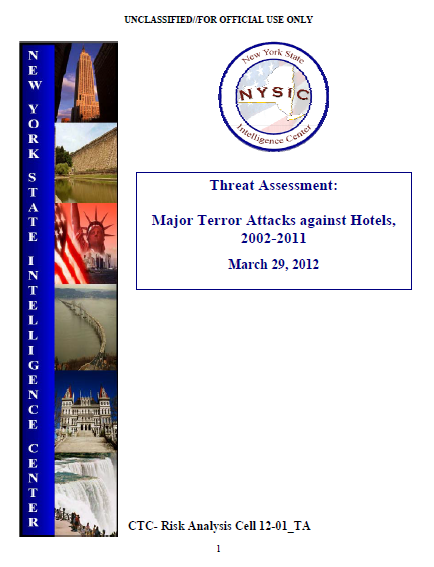 UNCLASSIFIED//FOR OFFICIAL USE ONLY
NEW YORK STATE INTELLIGENCE CENTER
New York State
NYSIC
Intelligence Center
Threat Assessment:
Major Terror Attacks against Hotels,
2002-2011
March 29, 2012
CTC- Risk Analysis Cell 12-01_TA
1